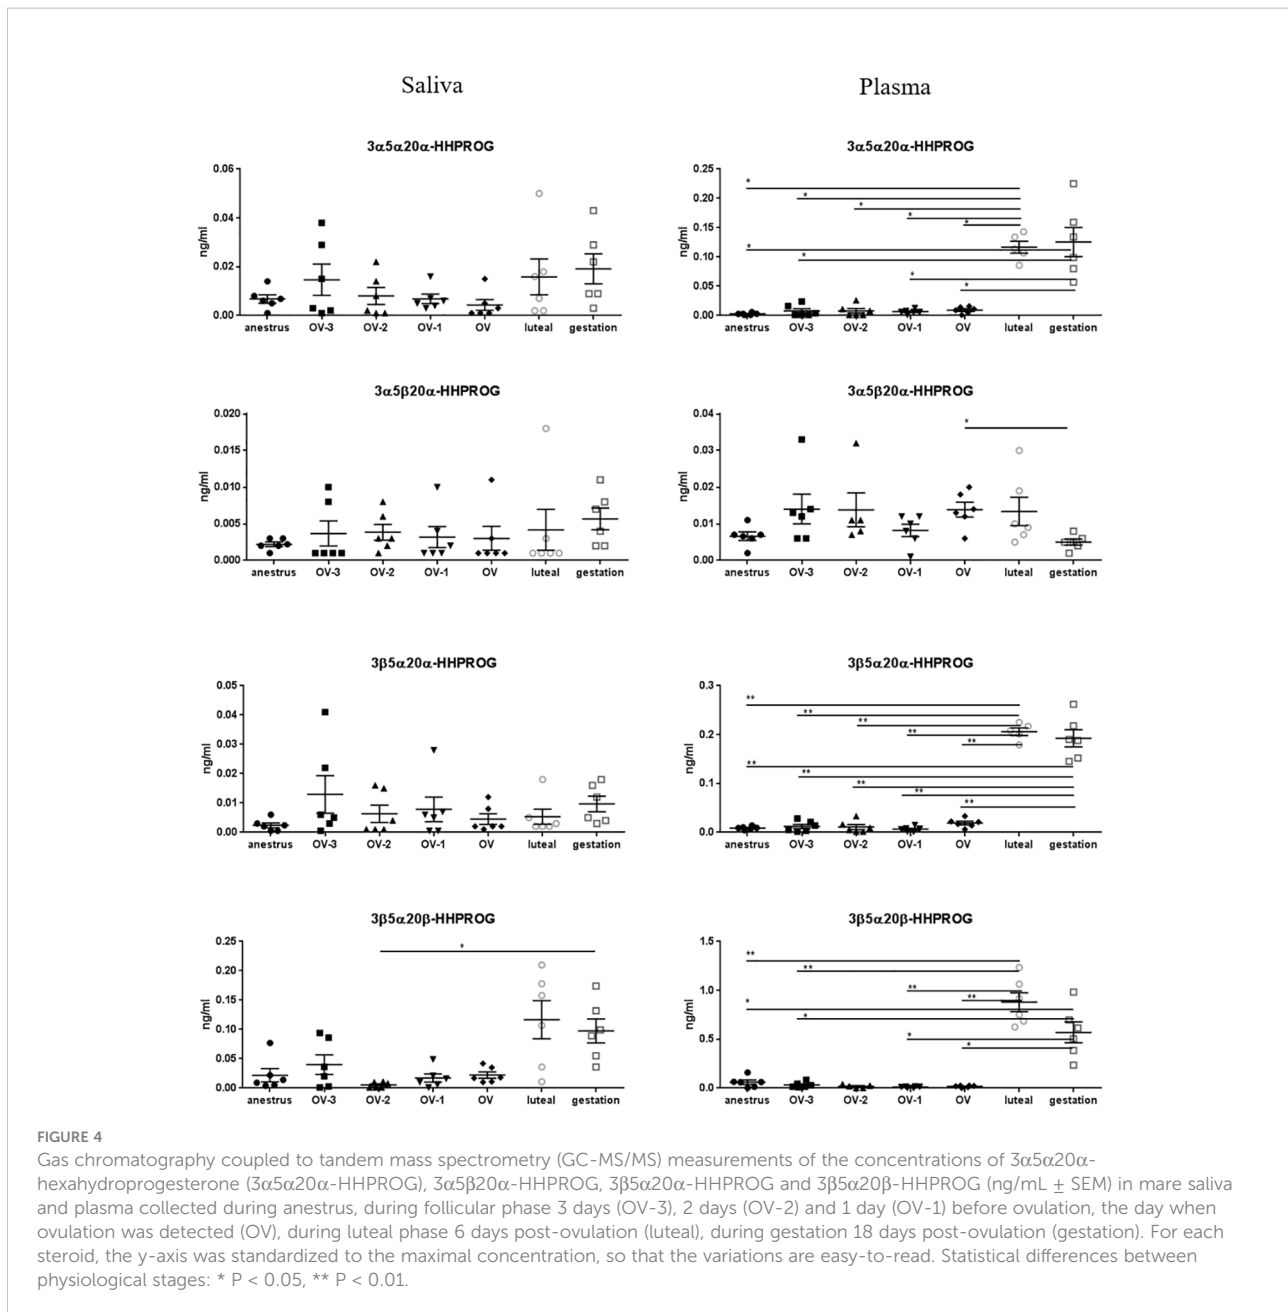 Saliva
Plasma
3α5α20α-HHPROG
ng/ml
0.06
0.04
0.02
0.00
anestrus OV-3 OV-2 OV-1 OV luteal gestation
3α5α20α-HHPROG
ng/ml
0.25
0.20
0.15
0.10
0.05
0.00
* * * * * * * * *
anestrus OV-3 OV-2 OV-1 OV luteal gestation
3α5β20α-HHPROG
ng/ml
0.020
0.015
0.010
0.005
0.000
anestrus OV-3 OV-2 OV-1 OV luteal gestation
3α5β20α-HHPROG
ng/ml
0.04
0.03
0.02
0.01
0.00
*
anestrus OV-3 OV-2 OV-1 OV luteal gestation
3β5α20α-HHPROG
ng/ml
0.05
0.04
0.03
0.02
0.01
0.00
anestrus OV-3 OV-2 OV-1 OV luteal gestation
3β5α20α-HHPROG
ng/ml
0.3
0.2
0.1
0.0
** ** ** ** ** ** ** ** ** **
anestrus OV-3 OV-2 OV-1 OV luteal gestation
3β5α20β-HHPROG
ng/ml
0.25
0.20
0.15
0.10
0.05
0.00
*
anestrus OV-3 OV-2 OV-1 OV luteal gestation
3β5α20β-HHPROG
ng/ml
1.5
1.0
0.5
0.0
** ** ** ** * * * *
anestrus OV-3 OV-2 OV-1 OV luteal gestation
FIGURE 4
Gas chromatography coupled to tandem mass spectrometry (GC-MS/MS) measurements of the concentrations of 3α5α20α-
hexahydroprogesterone (3α5α20α-HHPROG), 3α5β20α-HHPROG, 3β5α20α-HHPROG and 3β5α20β-HHPROG (ng/mL ± SEM) in mare saliva
and plasma collected during anestrus, during follicular phase 3 days (OV-3), 2 days (OV-2) and 1 day (OV-1) before ovulation, the day when
ovulation was detected (OV), during luteal phase 6 days post-ovulation (luteal), during gestation 18 days post-ovulation (gestation). For each
steroid, the y-axis was standardized to the maximal concentration, so that the variations are easy-to-read. Statistical differences between
physiological stages: * P < 0.05, ** P < 0.01.